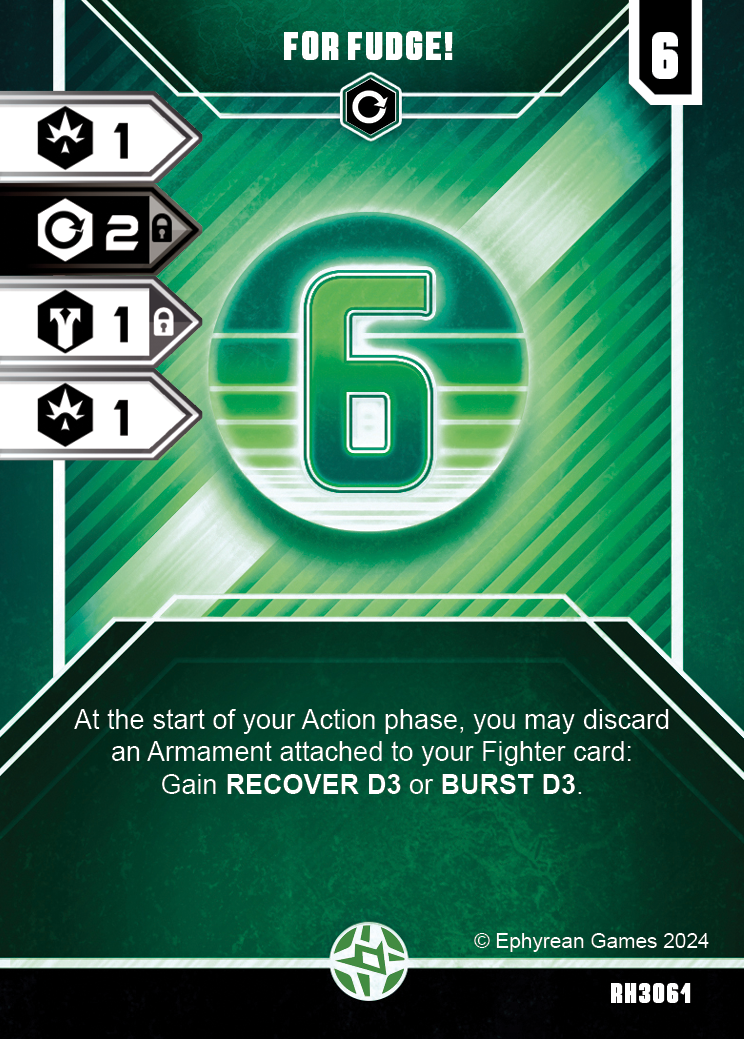 FOR FUDGE!
6
1
2
1
1
6
At the start of your Action phase, you may discard
an Armament attached to your Fighter card:
Gain RECOVER D3 or BURST D3.
© Ephyrean Games 2024
RH3061